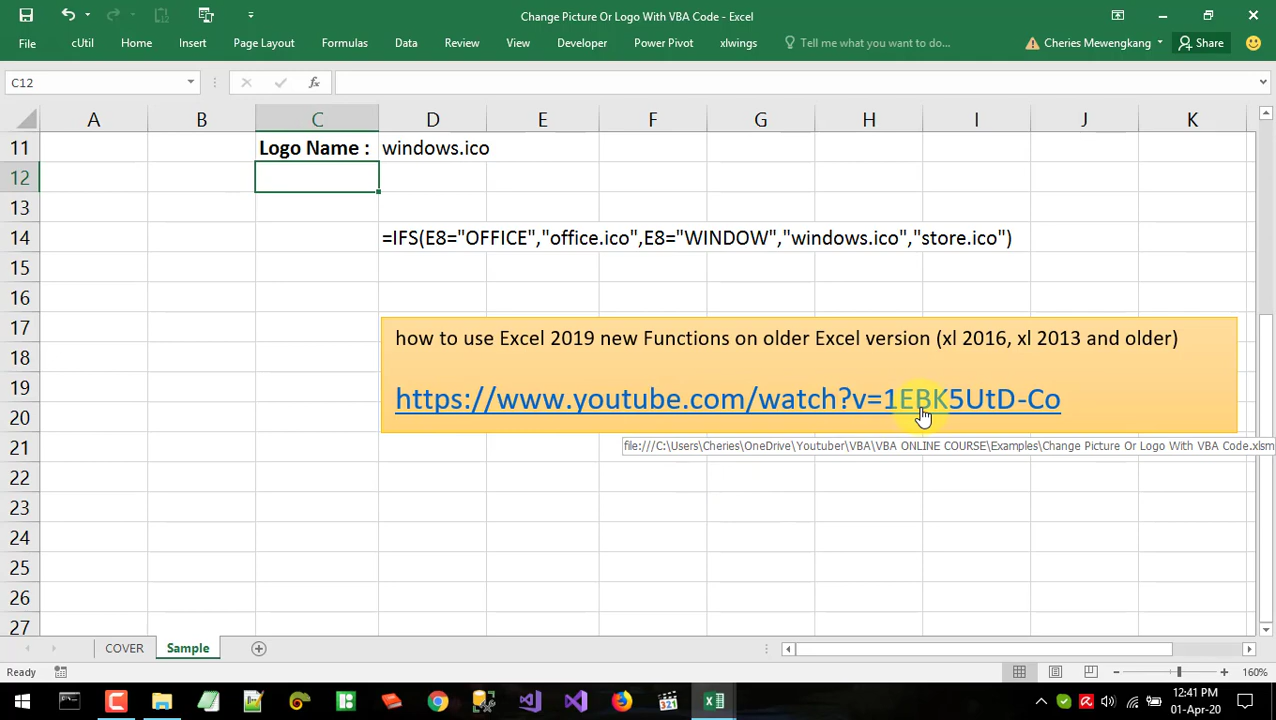 Change Picture Or Logo With VBA Code - Excel
File cUtil Home Insert Page Layout Formulas Data Review View Developer Power Pivot xlwings Tell me what you want to do... Cheries Mewengkang Share
C12 fx
A B C D E F G H I J K
11 Logo Name : windows.ico
12
13
14 =IFS(E8="OFFICE","office.ico",E8="WINDOW","windows.ico","store.ico")
15
16
17 how to use Excel 2019 new Functions on older Excel version (xl 2016, xl 2013 and older)
18
19 https://www.youtube.com/watch?v=1EBK5UtD-Co
20
21 file:///C:\Users\Cheries\OneDrive\Youtuber\VBA\VBA ONLINE COURSE\Examples\Change Picture Or Logo With VBA Code.xlsm
22
23
24
25
26
27
COVER Sample
Ready 160%
321 12:41 PM
01-Apr-20